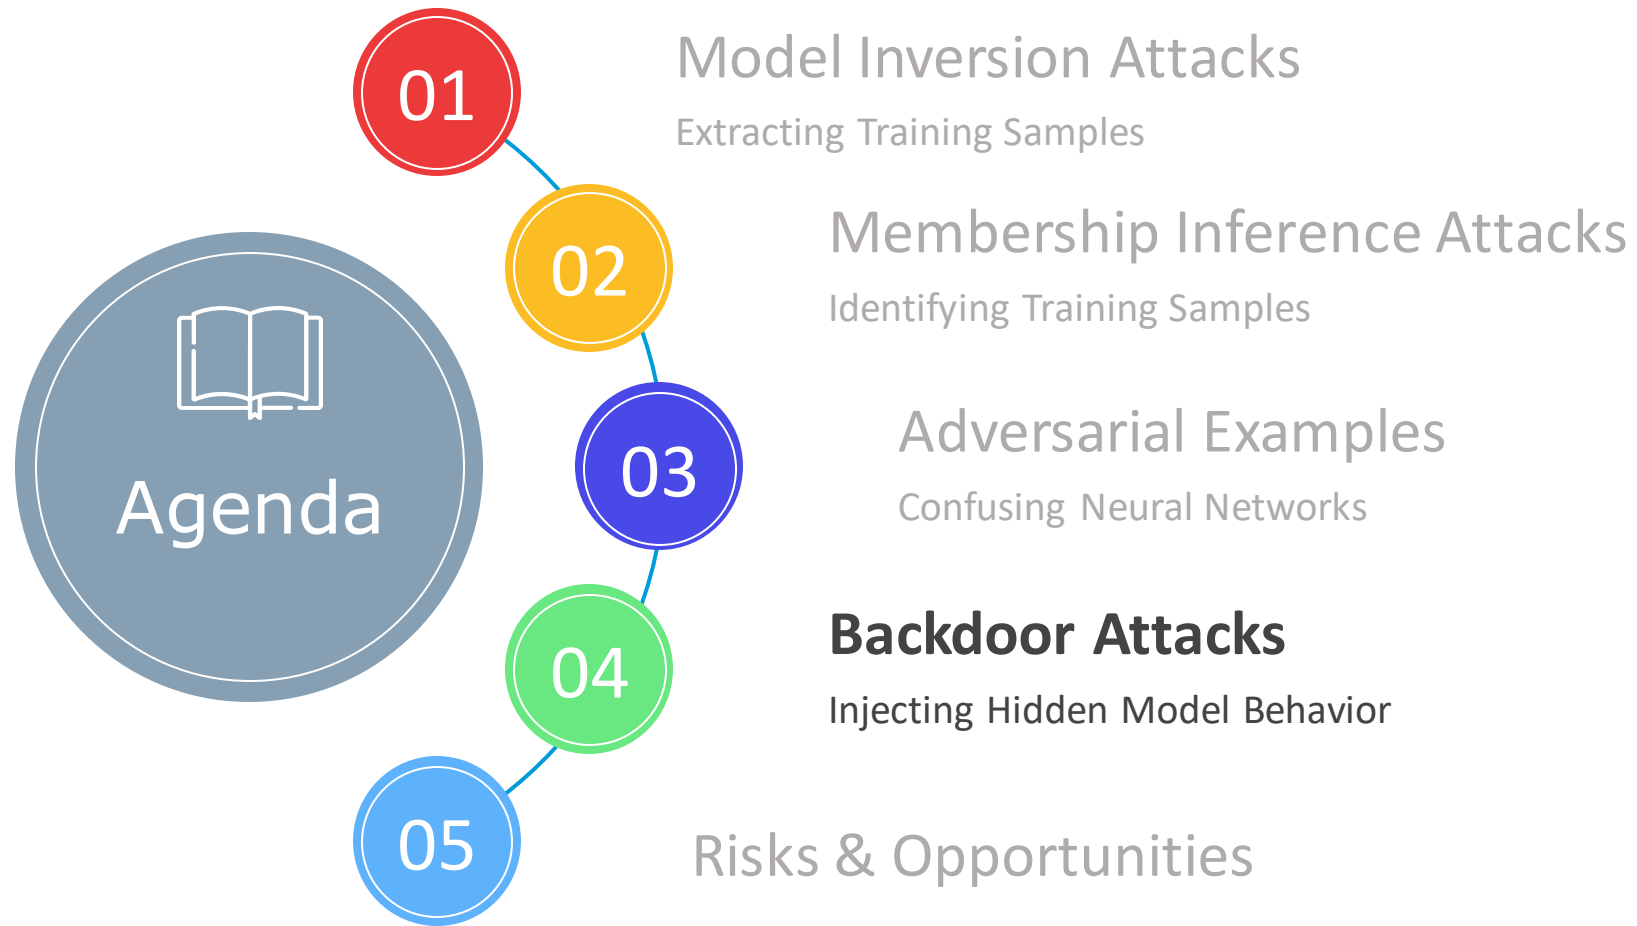 Agenda
01
Model Inversion Attacks
Extracting Training Samples
02
Membership Inference Attacks
Identifying Training Samples
03
Adversarial Examples
Confusing Neural Networks
04
Backdoor Attacks
Injecting Hidden Model Behavior
05
Risks & Opportunities